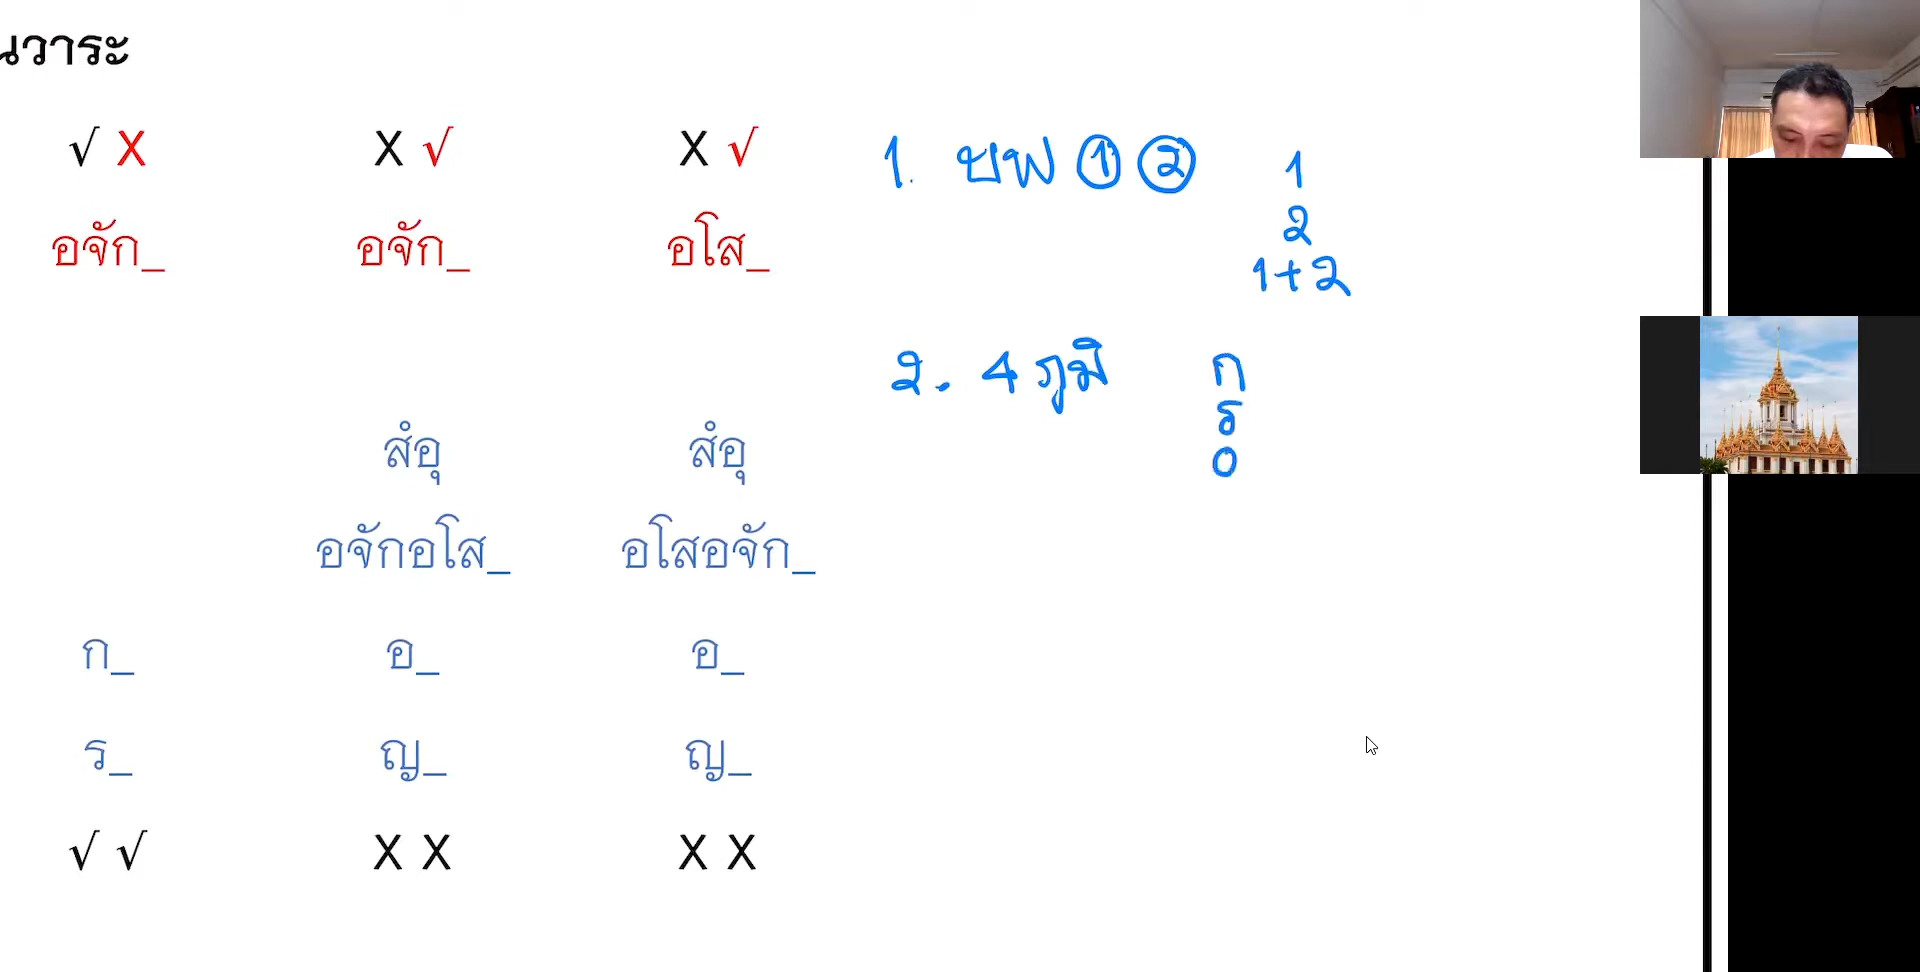 นวาระ
√ X X √ X √
อจัก_ อจัก_ อโส_
สํอุ สํอุ
อจักอโส_ อโสอจัก_
ก_ อ_ อ_
ร_ ญ_ ญ_
√ √ X X X X
1. ยพ ① ② 1
2
1+2
2. 4 ภูมิ ก
ร
0